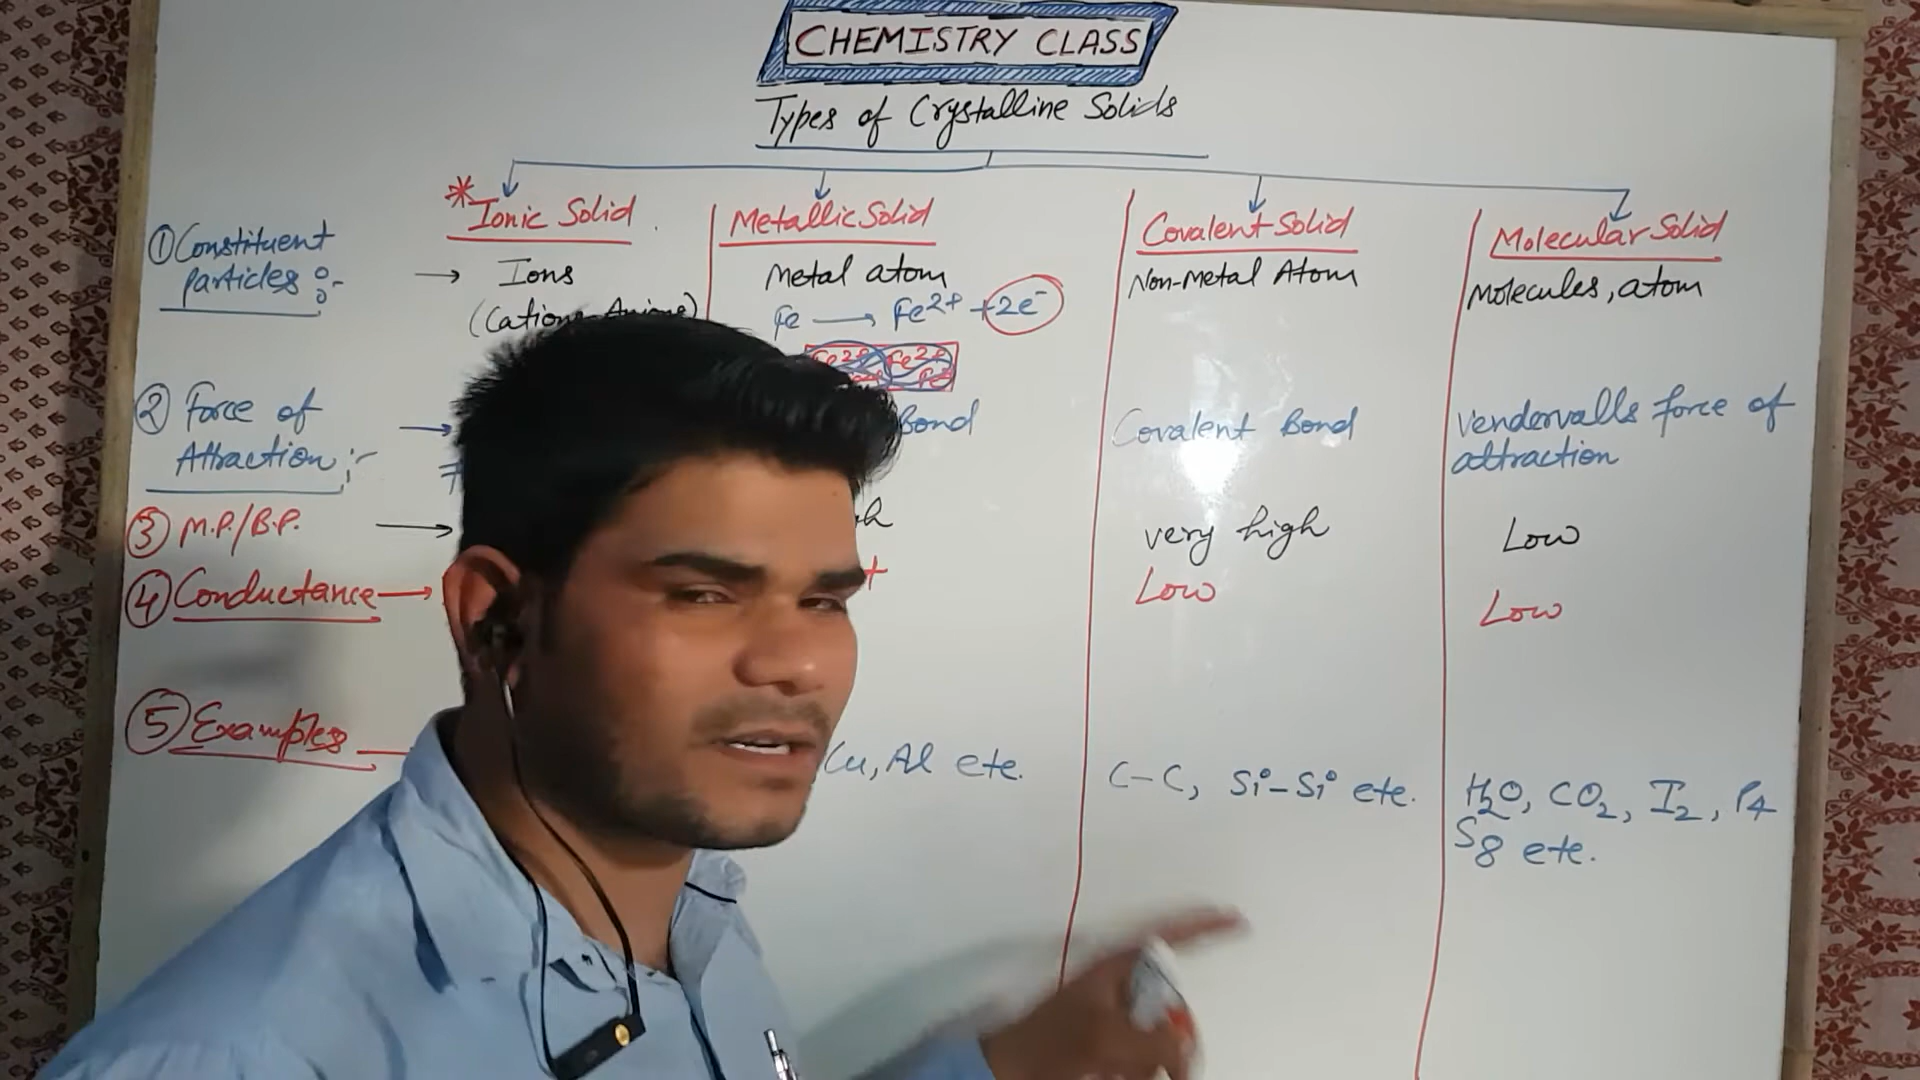 CHEMISTRY CLASS
Types of Crystalline Solids
*Ionic Solid
Metallic Solid
Covalent Solid
Molecular Solid
① Constituent
particles :-
→ Ions
Metal atom
Non-Metal Atom
Molecules, atom
Fe → Fe2+ + 2e-
Fe2+ Fe2+
② Force of
Attraction :-
Bond
Covalent Bond
vendervalls force of
attraction
③ M.P./B.P. →
very high
Low
④ Conductance →
Low
Low
⑤ Examples
Cu, Al etc.
C-C, Si-Si etc.
H2O, CO2, I2, P4
S8 etc.